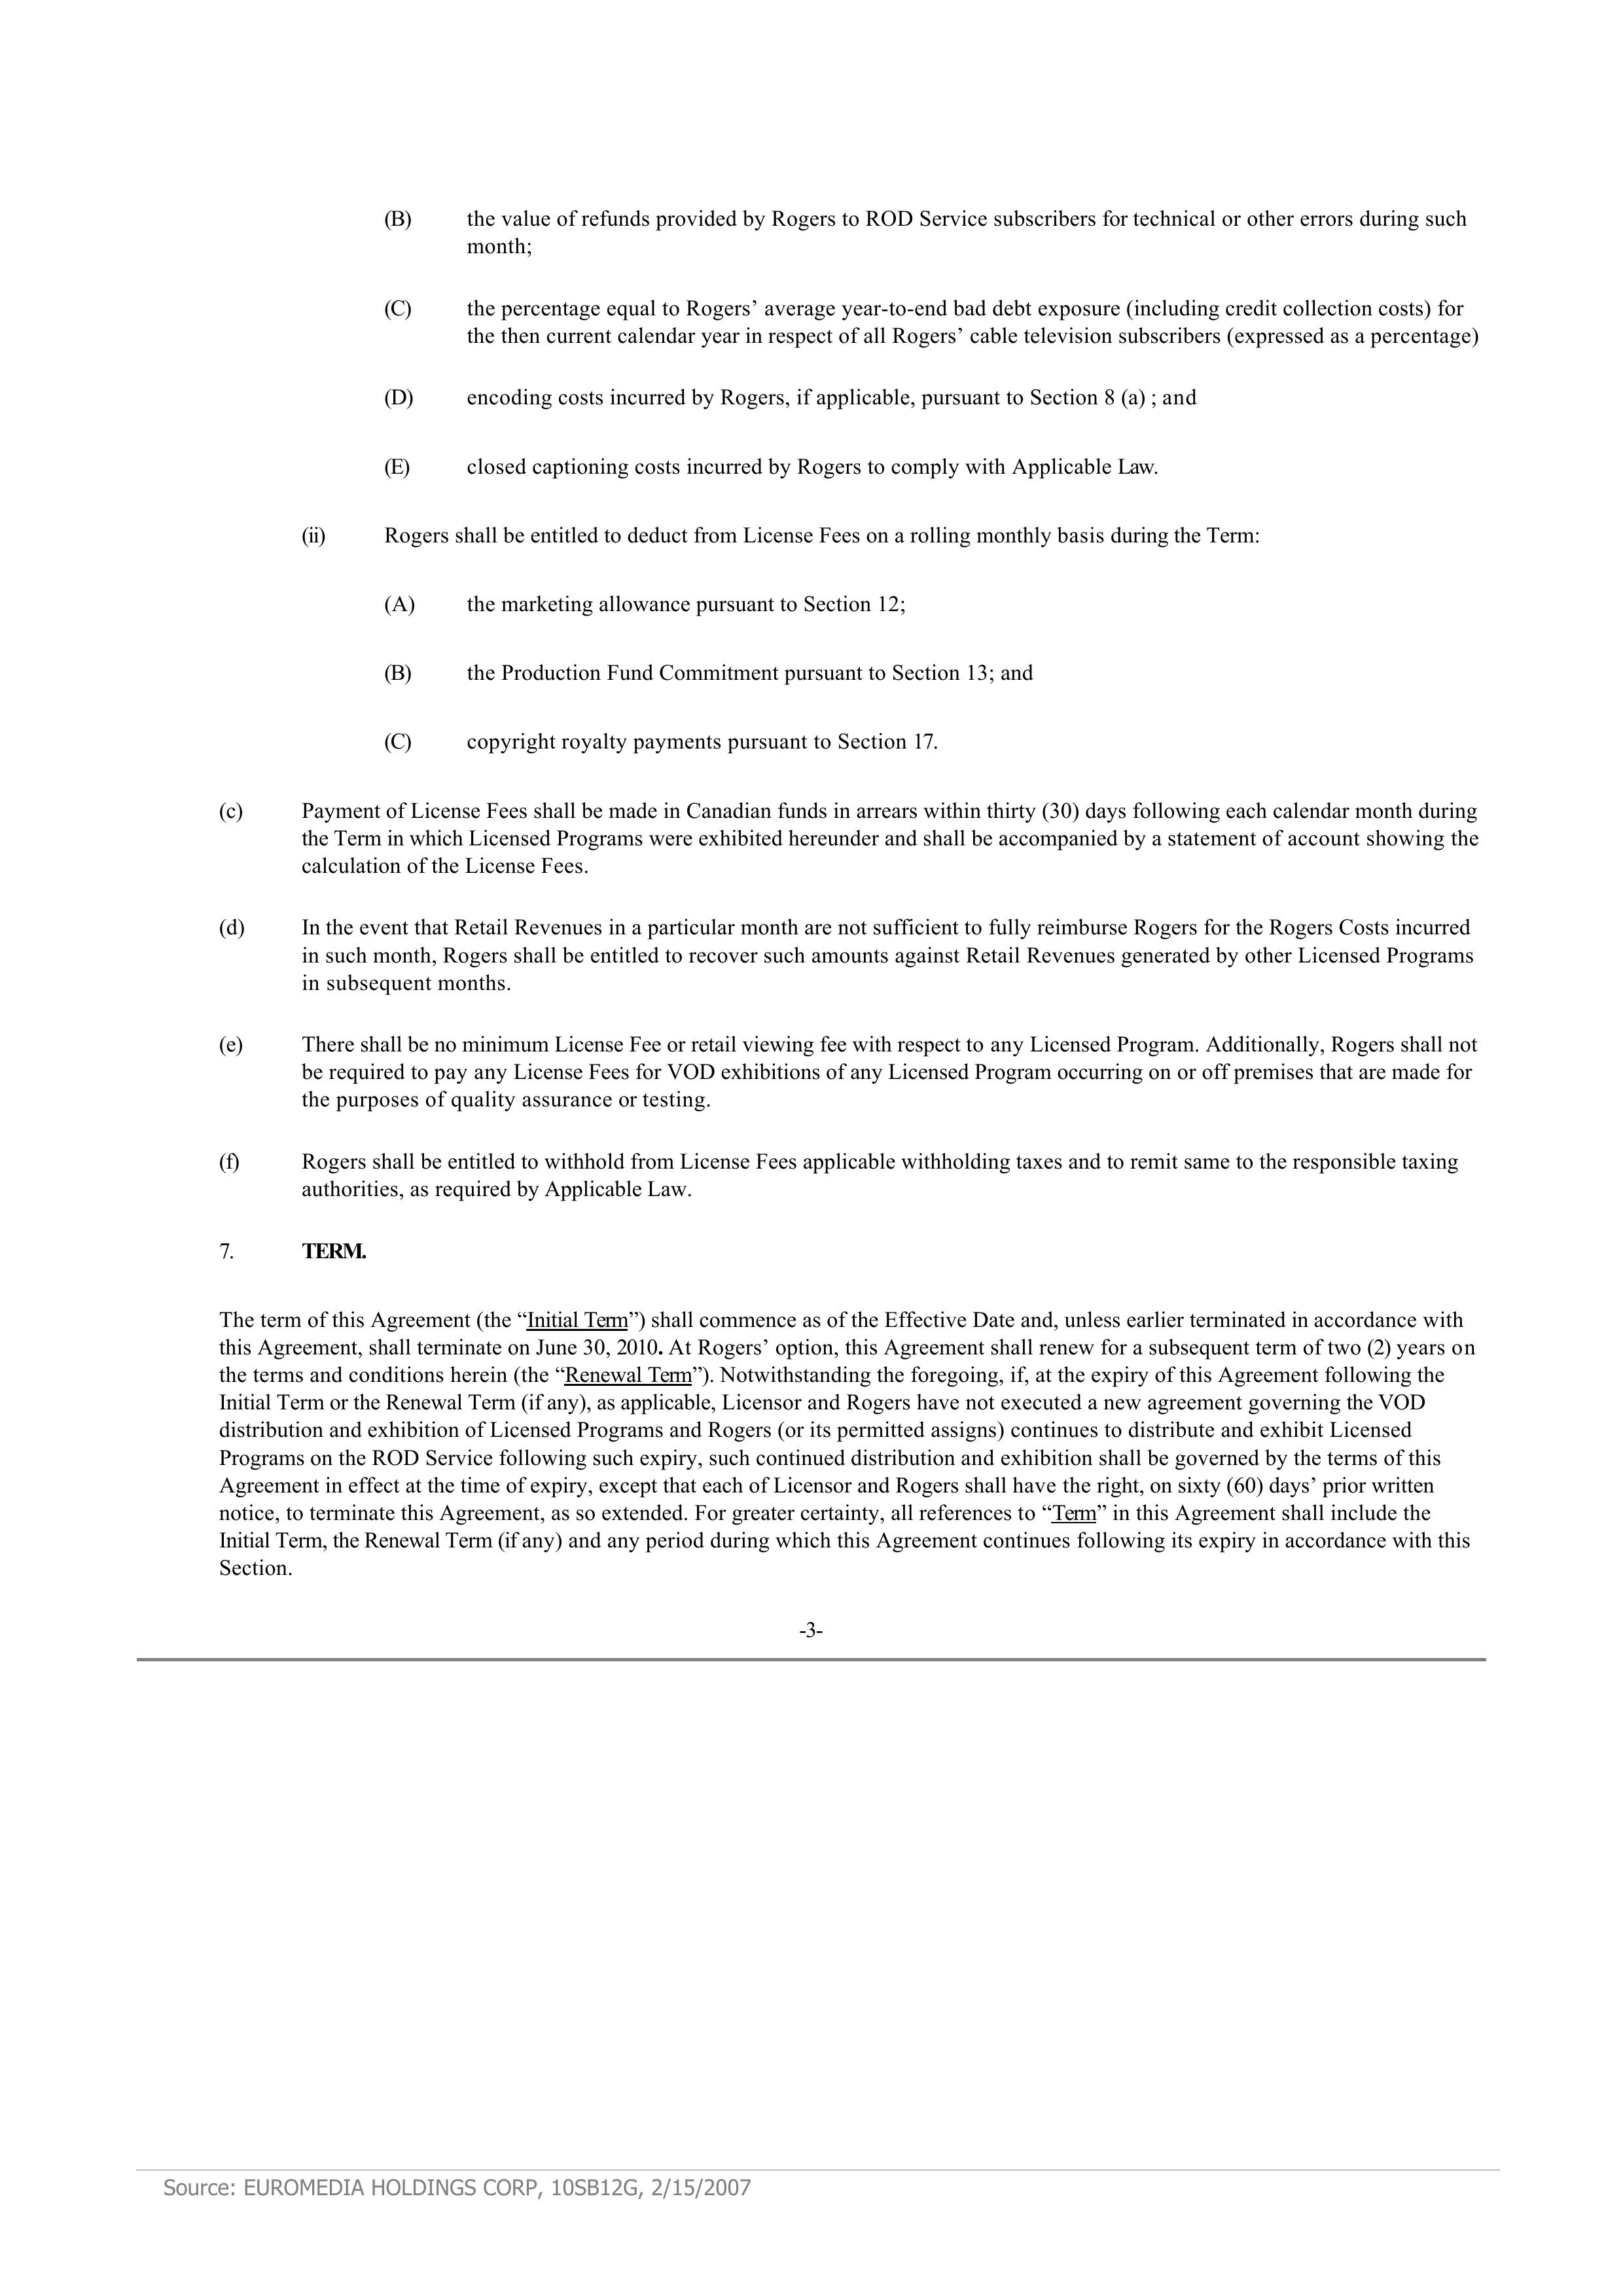 (B) the value of refunds provided by Rogers to ROD Service subscribers for technical or other errors during such
month;
(C) the percentage equal to Rogers’ average year-to-end bad debt exposure (including credit collection costs) for
the then current calendar year in respect of all Rogers’ cable television subscribers (expressed as a percentage)
(D) encoding costs incurred by Rogers, if applicable, pursuant to Section 8 (a) ; and
(E) closed captioning costs incurred by Rogers to comply with Applicable Law.
(ii) Rogers shall be entitled to deduct from License Fees on a rolling monthly basis during the Term:
(A) the marketing allowance pursuant to Section 12;
(B) the Production Fund Commitment pursuant to Section 13; and
(C) copyright royalty payments pursuant to Section 17.
(c) Payment of License Fees shall be made in Canadian funds in arrears within thirty (30) days following each calendar month during
the Term in which Licensed Programs were exhibited hereunder and shall be accompanied by a statement of account showing the
calculation of the License Fees.
(d) In the event that Retail Revenues in a particular month are not sufficient to fully reimburse Rogers for the Rogers Costs incurred
in such month, Rogers shall be entitled to recover such amounts against Retail Revenues generated by other Licensed Programs
in subsequent months.
(e) There shall be no minimum License Fee or retail viewing fee with respect to any Licensed Program. Additionally, Rogers shall not
be required to pay any License Fees for VOD exhibitions of any Licensed Program occurring on or off premises that are made for
the purposes of quality assurance or testing.
(f) Rogers shall be entitled to withhold from License Fees applicable withholding taxes and to remit same to the responsible taxing
authorities, as required by Applicable Law.
7. TERM.
The term of this Agreement (the “Initial Term”) shall commence as of the Effective Date and, unless earlier terminated in accordance with
this Agreement, shall terminate on June 30, 2010. At Rogers’ option, this Agreement shall renew for a subsequent term of two (2) years on
the terms and conditions herein (the “Renewal Term”). Notwithstanding the foregoing, if, at the expiry of this Agreement following the
Initial Term or the Renewal Term (if any), as applicable, Licensor and Rogers have not executed a new agreement governing the VOD
distribution and exhibition of Licensed Programs and Rogers (or its permitted assigns) continues to distribute and exhibit Licensed
Programs on the ROD Service following such expiry, such continued distribution and exhibition shall be governed by the terms of this
Agreement in effect at the time of expiry, except that each of Licensor and Rogers shall have the right, on sixty (60) days’ prior written
notice, to terminate this Agreement, as so extended. For greater certainty, all references to “Term” in this Agreement shall include the
Initial Term, the Renewal Term (if any) and any period during which this Agreement continues following its expiry in accordance with this
Section.
-3-
Source: EUROMEDIA HOLDINGS CORP, 10SB12G, 2/15/2007